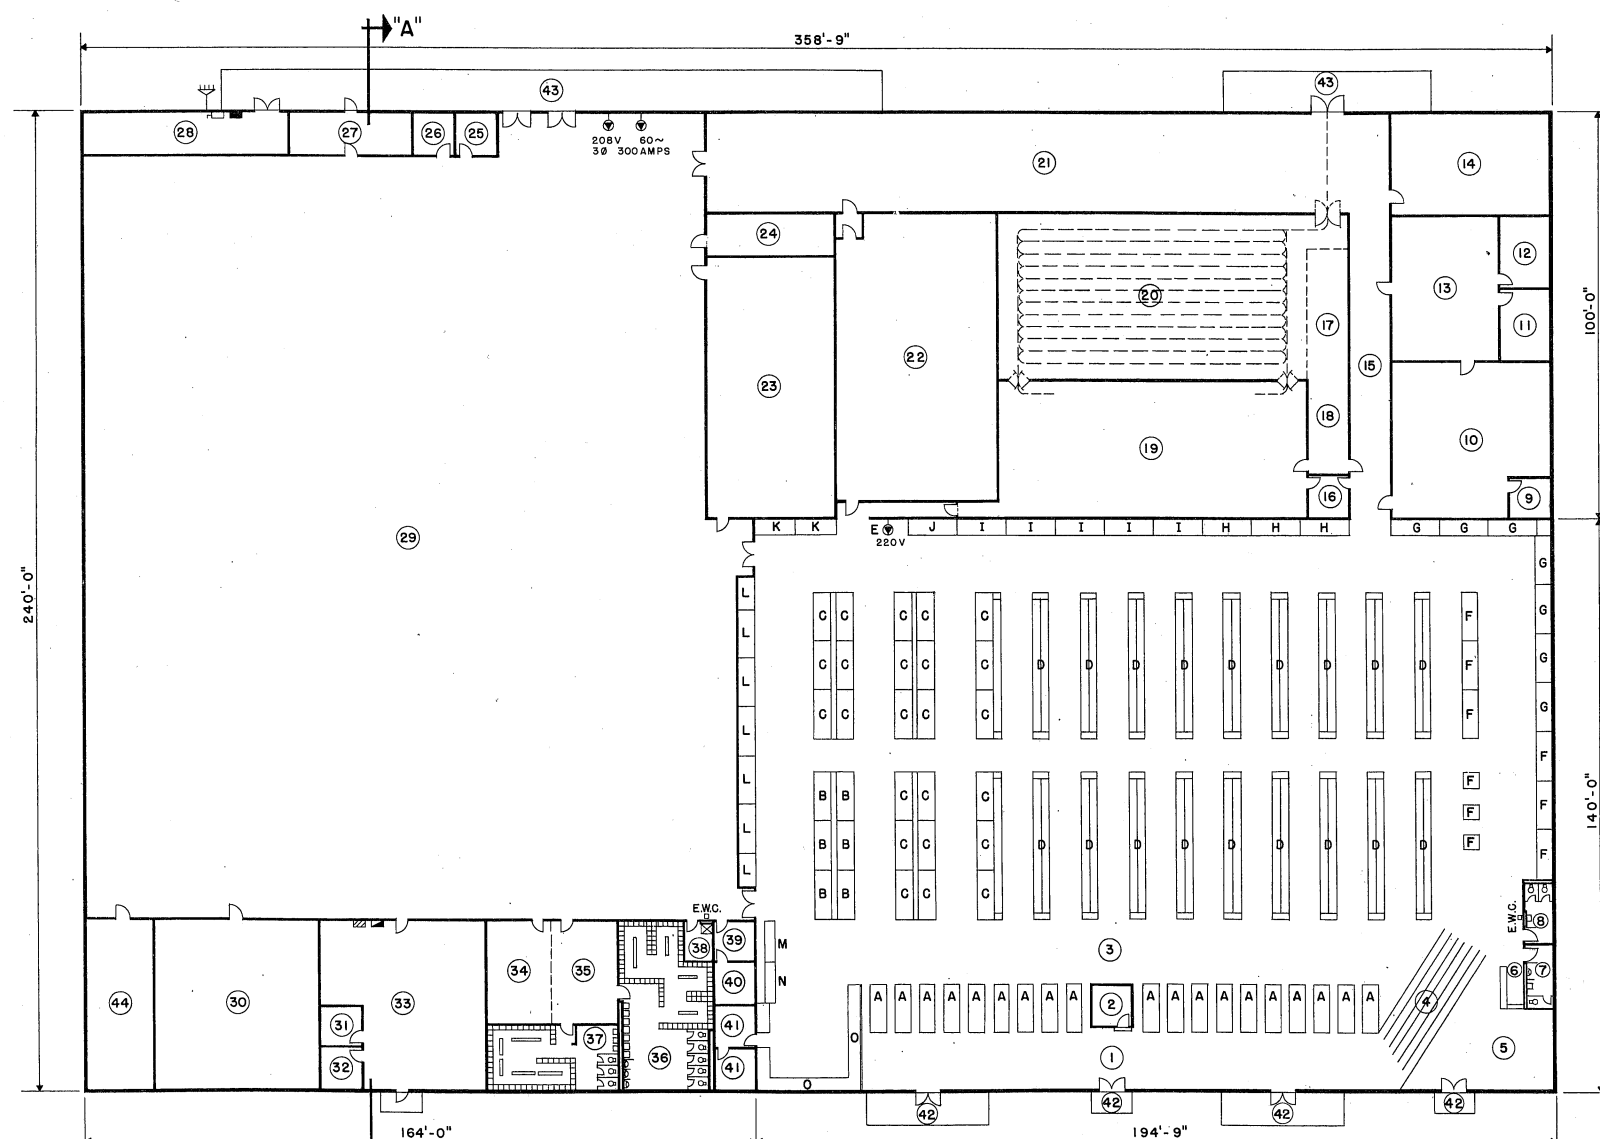 "A"
358'-9"
43
43
28
27
26
25
208V 60~
3Ø 300AMPS
21
14
24
12
20
13
17
11
22
15
23
18
19
10
16
9
K K E J I I I I I H H H G G G
220V
29
240'-0"
100'-0"
G
L
C C C C C F
G
L
C C C C C D D D D D D D D D F
G
L
C C C C C F
G
L
F
L
B B C C C F
F
140'-0"
L
F
B B C C C D D D D D D D D D F
F
L
B B C C C
E.W.C.
E.W.C.
8
39
38
M
3
34
35
6
7
40
N
44
30
33
A A A A A A A A A 2 A A A A A A A A A A
4
31
41
37
O
5
36
1
32
41
O
42
42
42
42
164'-0"
194'-9"